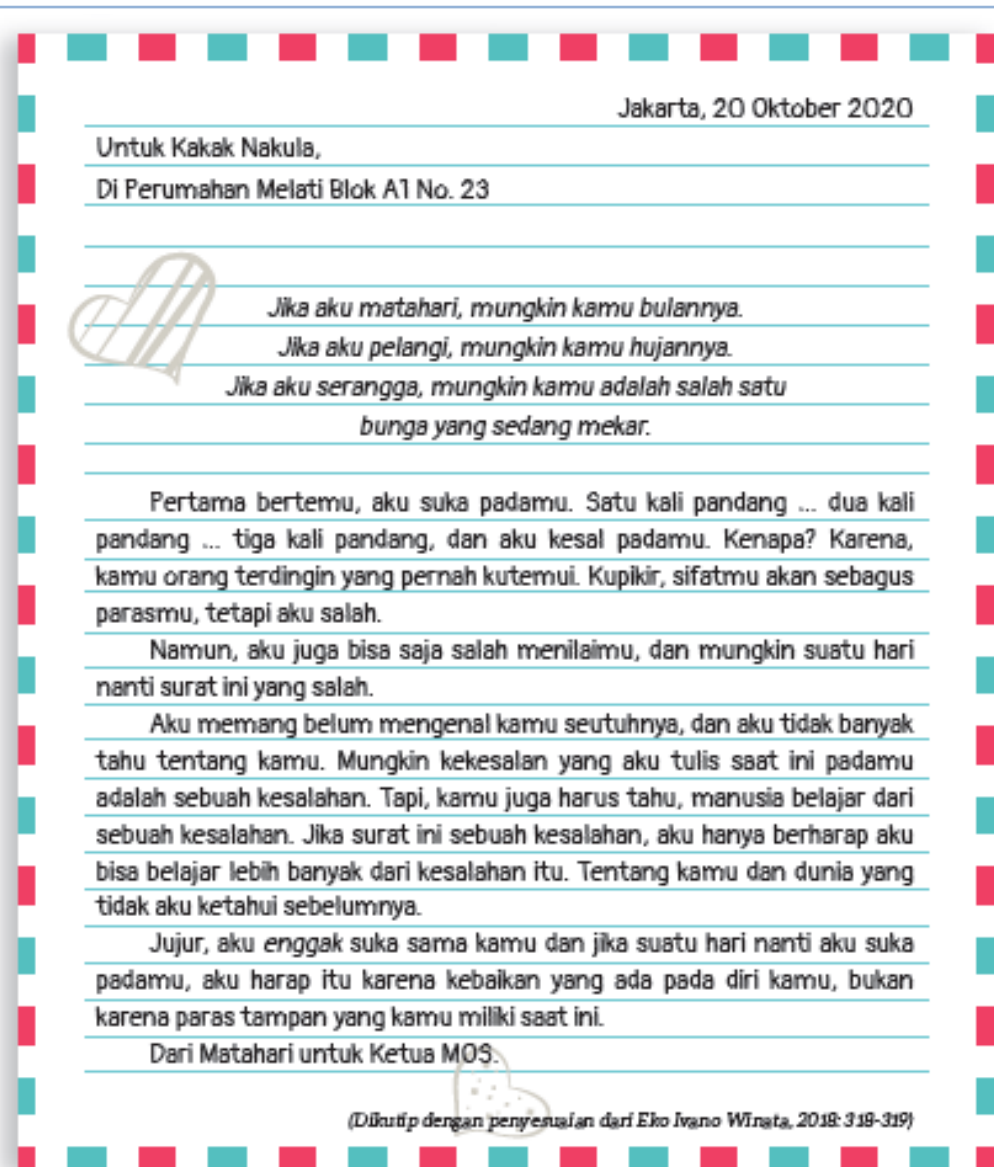 Jakarta, 20 Oktober 2020
Untuk Kakak Nakula,
Di Perumahan Melati Blok A1 No. 23
Jika aku matahari, mungkin kamu bulannya.
Jika aku pelangi, mungkin kamu hujannya.
Jika aku serangga, mungkin kamu adalah salah satu
bunga yang sedang mekar.
Pertama bertemu, aku suka padamu. Satu kali pandang ... dua kali
pandang ... tiga kali pandang, dan aku kesal padamu. Kenapa? Karena,
kamu orang terdingin yang pernah kutemui. Kupikir, sifatmu akan sebagus
parasmu, tetapi aku salah.
Namun, aku juga bisa saja salah menilaimu, dan mungkin suatu hari
nanti surat ini yang salah.
Aku memang belum mengenal kamu seutuhnya, dan aku tidak banyak
tahu tentang kamu. Mungkin kekesalan yang aku tulis saat ini padamu
adalah sebuah kesalahan. Tapi, kamu juga harus tahu, manusia belajar dari
sebuah kesalahan. Jika surat ini sebuah kesalahan, aku hanya berharap aku
bisa belajar lebih banyak dari kesalahan itu. Tentang kamu dan dunia yang
tidak aku ketahui sebelumnya.
Jujur, aku enggak suka sama kamu dan jika suatu hari nanti aku suka
padamu, aku harap itu karena kebaikan yang ada pada diri kamu, bukan
karena paras tampan yang kamu miliki saat ini.
Dari Matahari untuk Ketua MOS.
(Dikutip dengan penyesuaian dari Eko Ivano Winata, 2018: 318-319)